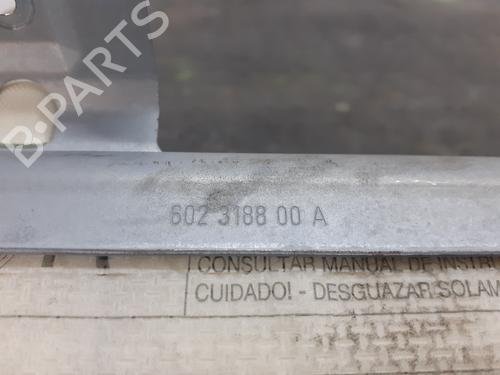 B-PARTS
602 3188 00 A
CONSULTAR MANUAL DE INSTR
CUIDADO! - DESGUAZAR SOLAM